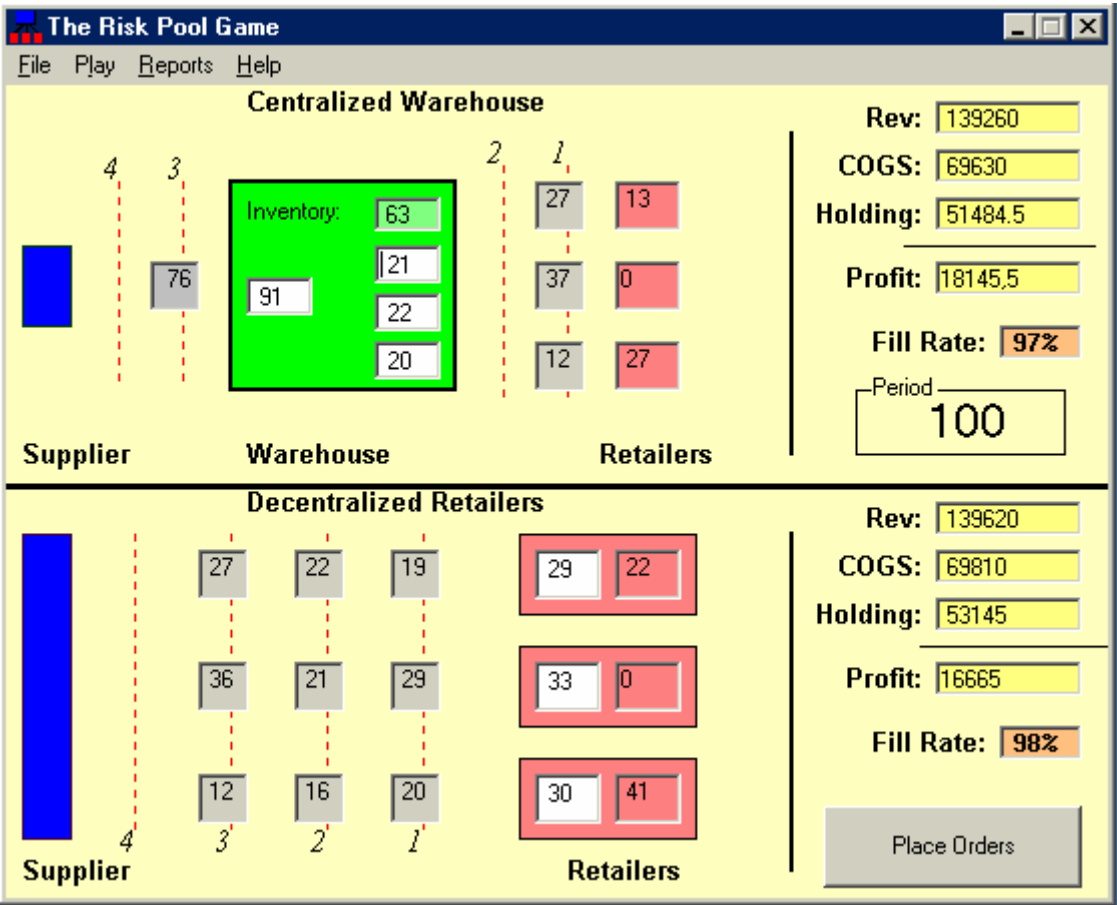 The Risk Pool Game
File Play Reports Help
Centralized Warehouse
4 3 2 1
Inventory: 63
91
21
22
20
76
27 13
37 0
12 27
Supplier Warehouse Retailers
Rev: 139260
COGS: 69630
Holding: 51484.5
Profit: 18145,5
Fill Rate: 97%
Period
100
Decentralized Retailers
27 22 19 29 22
36 21 29 33 0
12 16 20 30 41
4 3 2 1
Supplier Retailers
Rev: 139620
COGS: 69810
Holding: 53145
Profit: 16665
Fill Rate: 98%
Place Orders